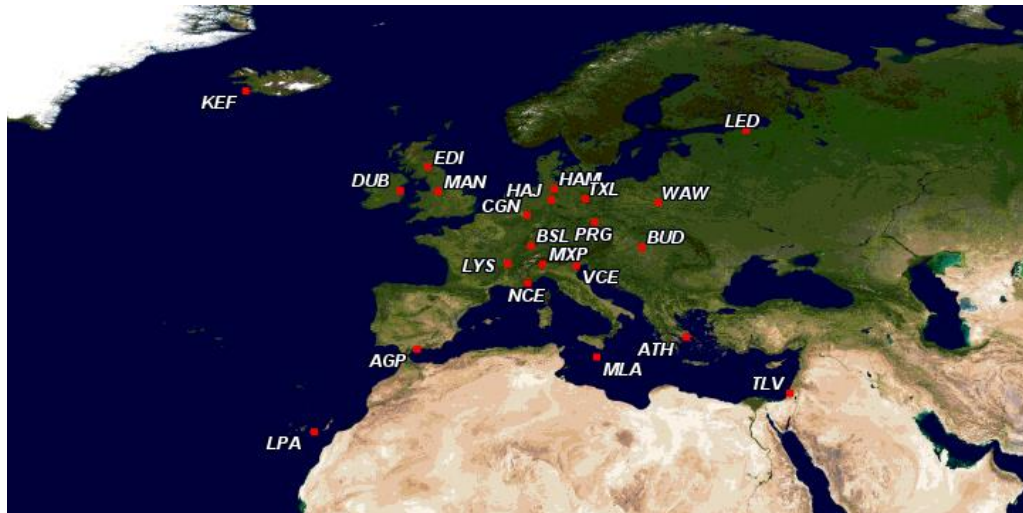 KEF
LED
EDI
DUB
MAN
HAJ
HAM
TXL
WAW
CGN
BSL
PRG
BUD
LYS
MXP
VCE
NCE
AGP
ATH
MLA
TLV
LPA